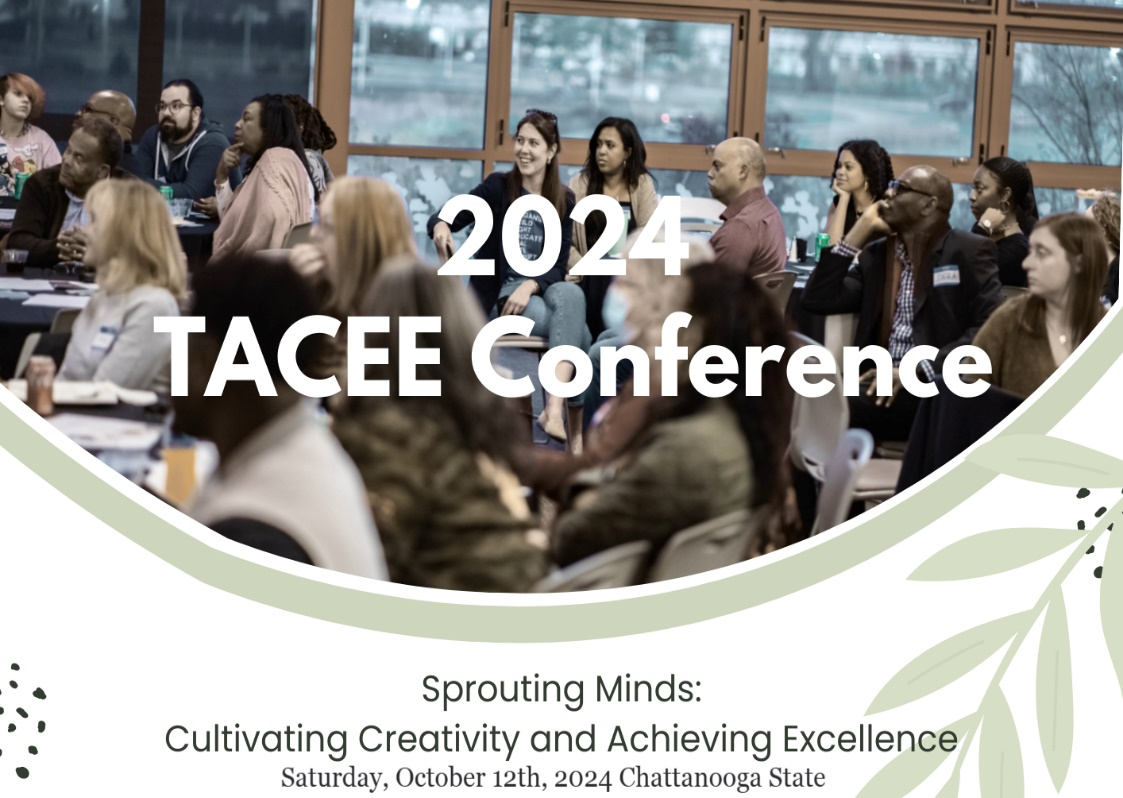 2024
TACEE Conference
Sprouting Minds:
Cultivating Creativity and Achieving Excellence
Saturday, October 12th, 2024 Chattanooga State